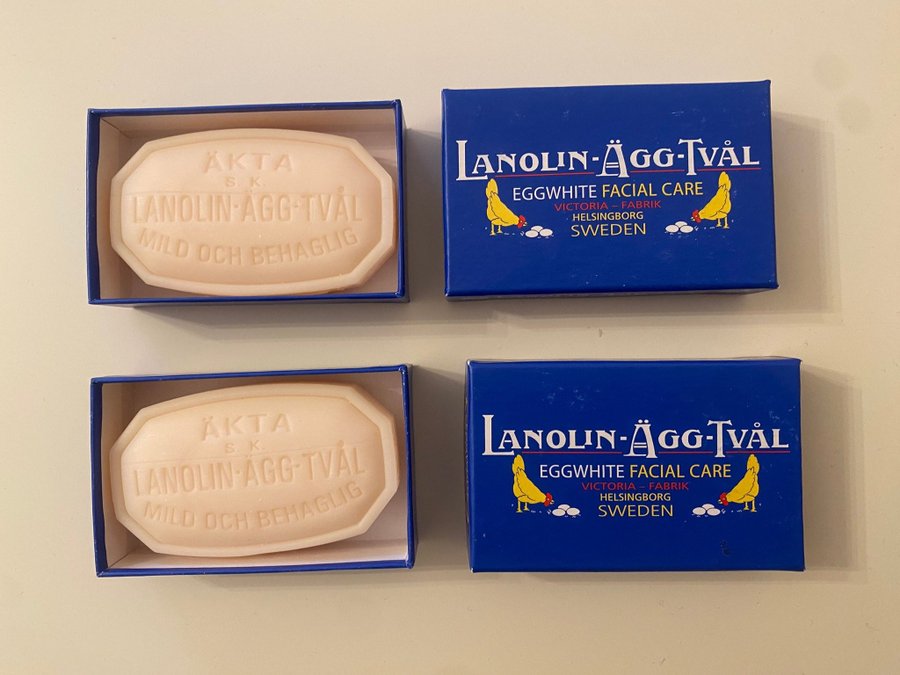 ÄKTA
S. K.
LANOLIN-ÄGG-TVÅL
MILD OCH BEHAGLIG
LANOLIN-ÄGG-TVÅL
EGGWHITE FACIAL CARE
VICTORIA – FABRIK
HELSINGBORG
SWEDEN
ÄKTA
S. K.
LANOLIN-ÄGG-TVÅL
MILD OCH BEHAGLIG
LANOLIN-ÄGG-TVÅL
EGGWHITE FACIAL CARE
VICTORIA – FABRIK
HELSINGBORG
SWEDEN